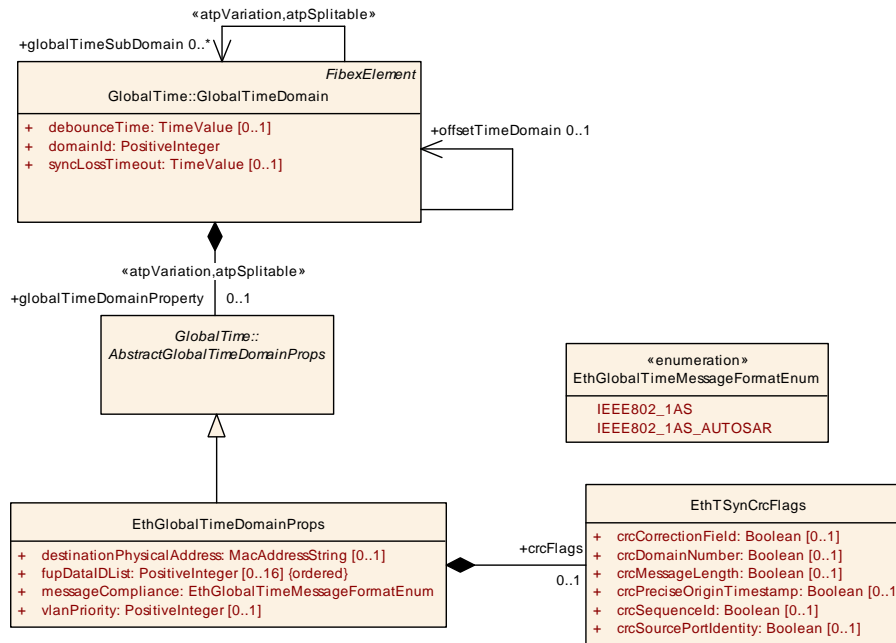 «atpVariation,atpSplitable»
+globalTimeSubDomain 0..*
FibexElement
GlobalTime::GlobalTimeDomain
+ debounceTime: TimeValue [0..1]
+ domainId: PositiveInteger
+ syncLossTimeout: TimeValue [0..1]
+offsetTimeDomain 0..1
«atpVariation,atpSplitable»
+globalTimeDomainProperty 0..1
GlobalTime::
AbstractGlobalTimeDomainProps
«enumeration»
EthGlobalTimeMessageFormatEnum
IEEE802_1AS
IEEE802_1AS_AUTOSAR
EthGlobalTimeDomainProps
+ destinationPhysicalAddress: MacAddressString [0..1]
+ fupDataIDList: PositiveInteger [0..16] {ordered}
+ messageCompliance: EthGlobalTimeMessageFormatEnum
+ vlanPriority: PositiveInteger [0..1]
+crcFlags
0..1
EthTSynCrcFlags
+ crcCorrectionField: Boolean [0..1]
+ crcDomainNumber: Boolean [0..1]
+ crcMessageLength: Boolean [0..1]
+ crcPreciseOriginTimestamp: Boolean [0..1]
+ crcSequenceId: Boolean [0..1]
+ crcSourcePortIdentity: Boolean [0..1]